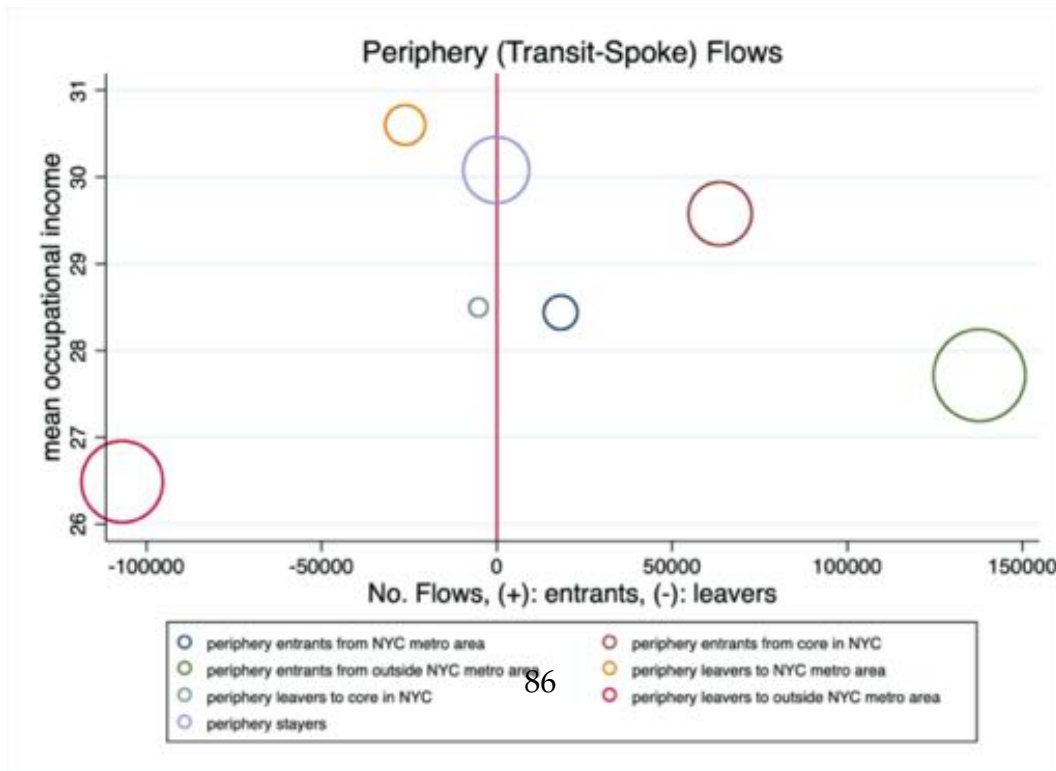 Periphery (Transit-Spoke) Flows
31
30
29
28
27
26
mean occupational income
-100000 -50000 0 50000 100000 150000
No. Flows, (+): entrants, (-): leavers
periphery entrants from NYC metro area periphery entrants from core in NYC
periphery entrants from outside NYC metro area periphery leavers to NYC metro area
86
periphery leavers to core in NYC periphery leavers to outside NYC metro area
periphery stayers